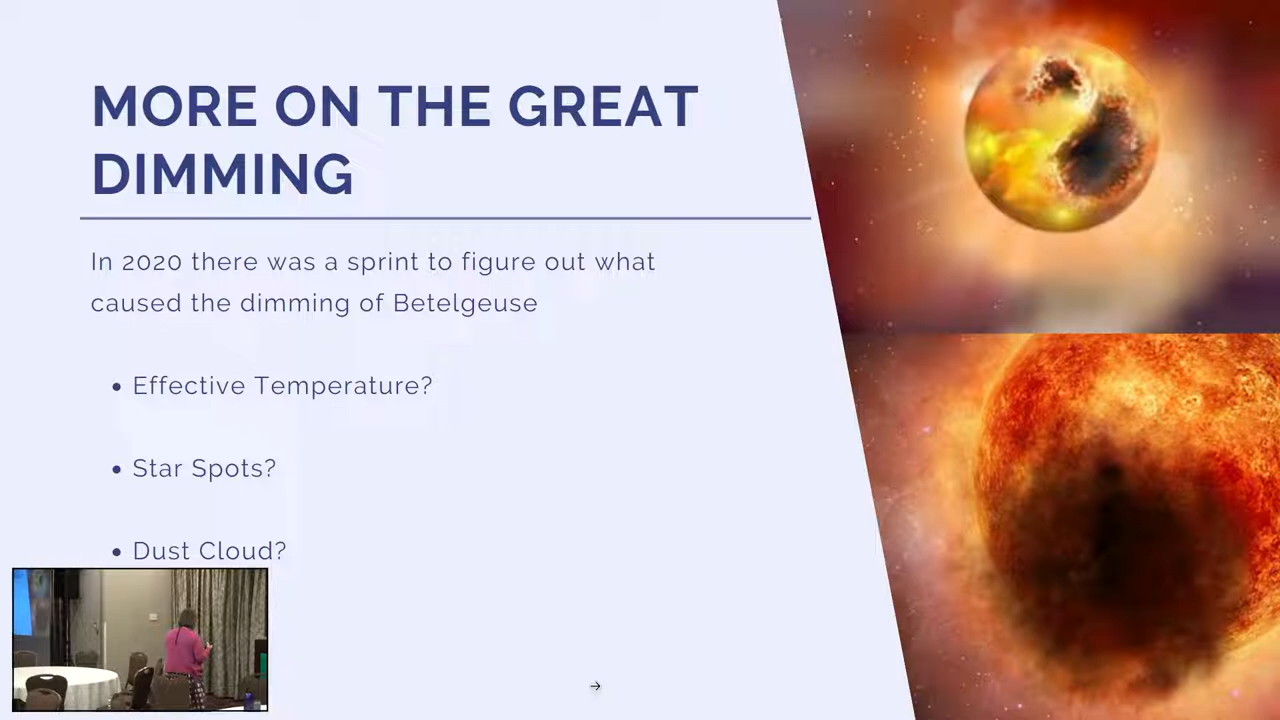 MORE ON THE GREAT
DIMMING
In 2020 there was a sprint to figure out what
caused the dimming of Betelgeuse
• Effective Temperature?
• Star Spots?
• Dust Cloud?